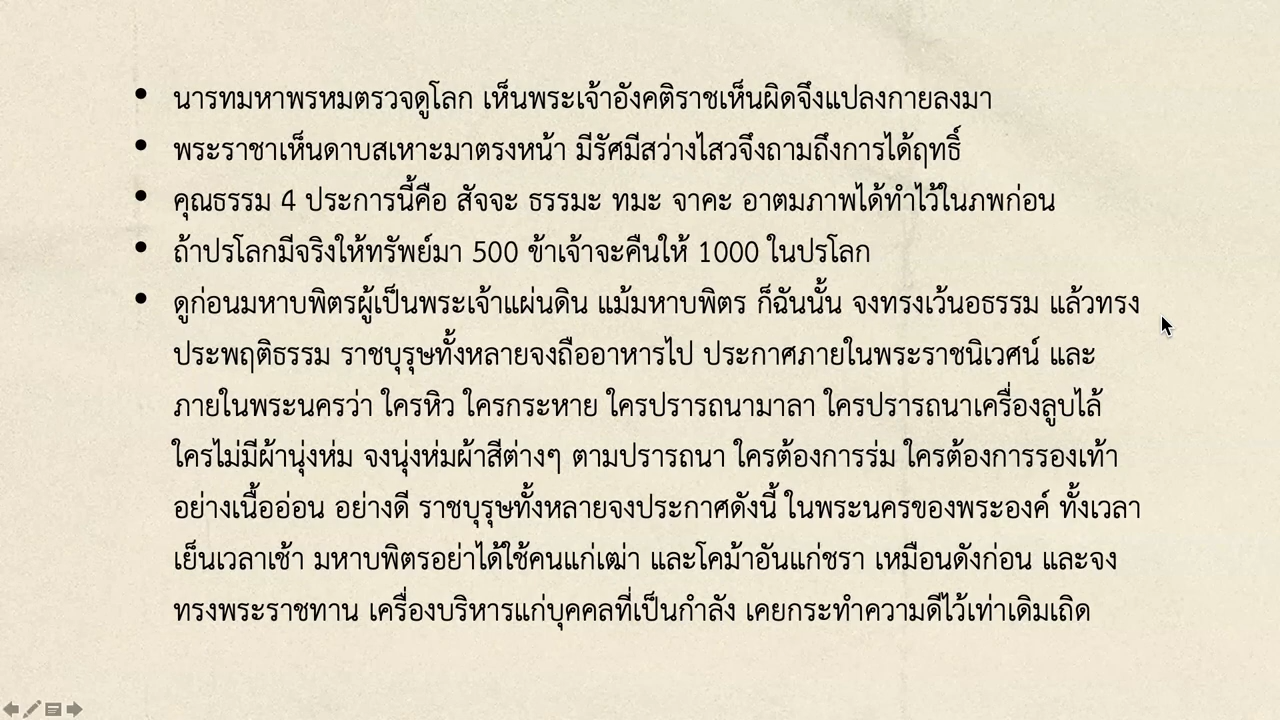 • นารทมหาพรหมตรวจดูโลก เห็นพระเจ้าอังคติราชเห็นผิดจึงแปลงกายลงมา
• พระราชาเห็นดาบสเหาะมาตรงหน้า มีรัศมีสว่างไสวจึงถามถึงการได้ฤทธิ์
• คุณธรรม 4 ประการนี้คือ สัจจะ ธรรมะ ทมะ จาคะ อาตมภาพได้ทำไว้ในภพก่อน
• ถ้าปรโลกมีจริงให้ทรัพย์มา 500 ข้าเจ้าจะคืนให้ 1000 ในปรโลก
• ดูก่อนมหาบพิตรผู้เป็นพระเจ้าแผ่นดิน แม้มหาบพิตร ก็ฉันนั้น จงทรงเว้นอธรรม แล้วทรง
ประพฤติธรรม ราชบุรุษทั้งหลายจงถืออาหารไป ประกาศภายในพระราชนิเวศน์ และ
ภายในพระนครว่า ใครหิว ใครกระหาย ใครปรารถนามาลา ใครปรารถนาเครื่องลูบไล้
ใครไม่มีผ้านุ่งห่ม จงนุ่งห่มผ้าสีต่างๆ ตามปรารถนา ใครต้องการร่ม ใครต้องการรองเท้า
อย่างเนื้ออ่อน อย่างดี ราชบุรุษทั้งหลายจงประกาศดังนี้ ในพระนครของพระองค์ ทั้งเวลา
เย็นเวลาเช้า มหาบพิตรอย่าได้ใช้คนแก่เฒ่า และโคม้าอันแก่ชรา เหมือนดังก่อน และจง
ทรงพระราชทาน เครื่องบริหารแก่บุคคลที่เป็นกำลัง เคยกระทำความดีไว้เท่าเดิมเถิด